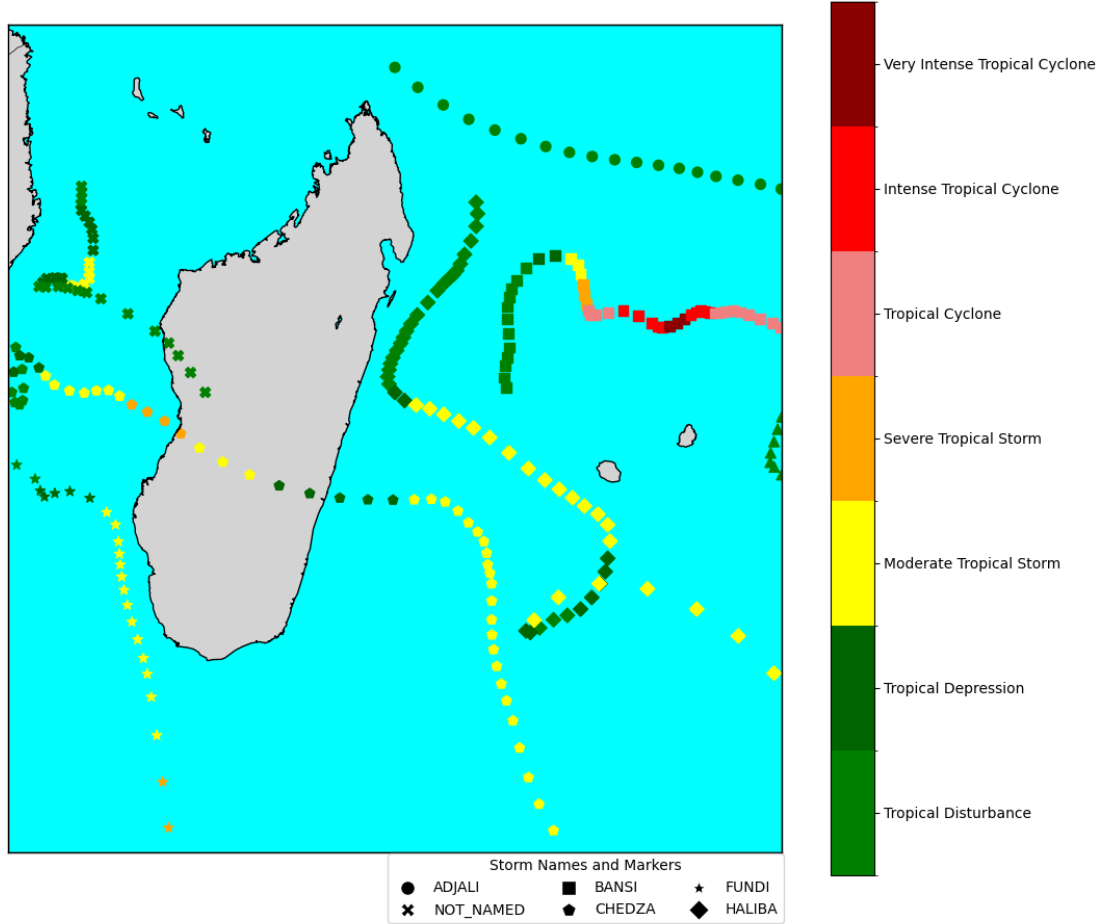 Very Intense Tropical Cyclone
Intense Tropical Cyclone
Tropical Cyclone
Severe Tropical Storm
Moderate Tropical Storm
Tropical Depression
Tropical Disturbance
Storm Names and Markers
ADJALI BANSI FUNDI
NOT_NAMED CHEDZA HALIBA